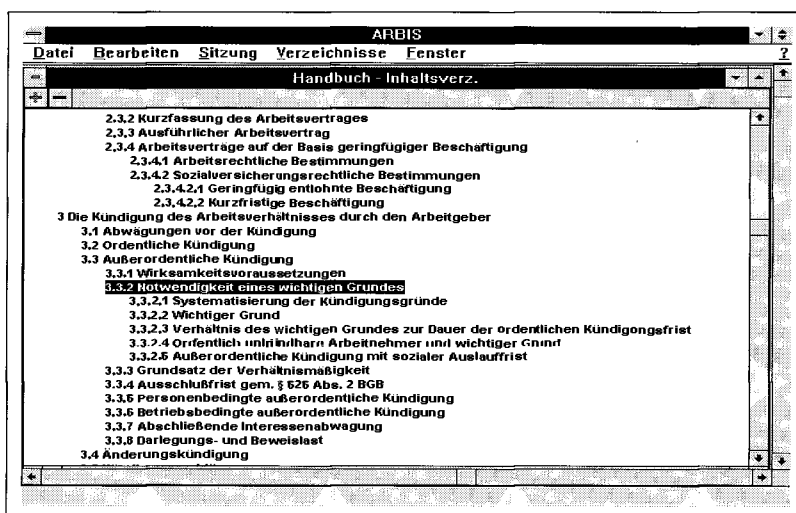 ARBIS
Datei Bearbeiten Sitzung Verzeichnisse Fenster ?
Handbuch - Inhaltsverz.
2.3.2 Kurzfassung des Arbeitsvertrages
2.3.3 Ausführlicher Arbeitsvertrag
2.3.4 Arbeitsverträge auf der Basis geringfügiger Beschäftigung
2.3.4.1 Arbeitsrechtliche Bestimmungen
2.3.4.2 Sozialversicherungsrechtliche Bestimmungen
2.3.4.2.1 Geringfügig entlohnte Beschäftigung
2.3.4.2.2 Kurzfristige Beschäftigung
3 Die Kündigung des Arbeitsverhältnisses durch den Arbeitgeber
3.1 Abwägungen vor der Kündigung
3.2 Ordentliche Kündigung
3.3 Außerordentliche Kündigung
3.3.1 Wirksamkeitsvoraussetzungen
3.3.2 Notwendigkeit eines wichtigen Grundes
3.3.2.1 Systematisierung der Kündigungsgründe
3.3.2.2 Wichtiger Grund
3.3.2.3 Verhältnis des wichtigen Grundes zur Dauer der ordentlichen Kündigongsfrist
3.3.2.4 Arbeitnehmer und wichtiger Grund
3.3.2.5 Außerordentliche Kündigung mit sozialer Auslauffrist
3.3.3 Grundsatz der Verhältnismäßigkeit
3.3.4 Ausschlußfrist gem. § 626 Abs. 2 BGB
3.3.5 Personenbedingte außerordentliche Kündigung
3.3.6 Betriebsbedingte außerordentliche Kündigung
3.3.7 Abschließende Interessenabwagung
3.3.8 Darlegungs- und Beweislast
3.4 Änderungskündigung